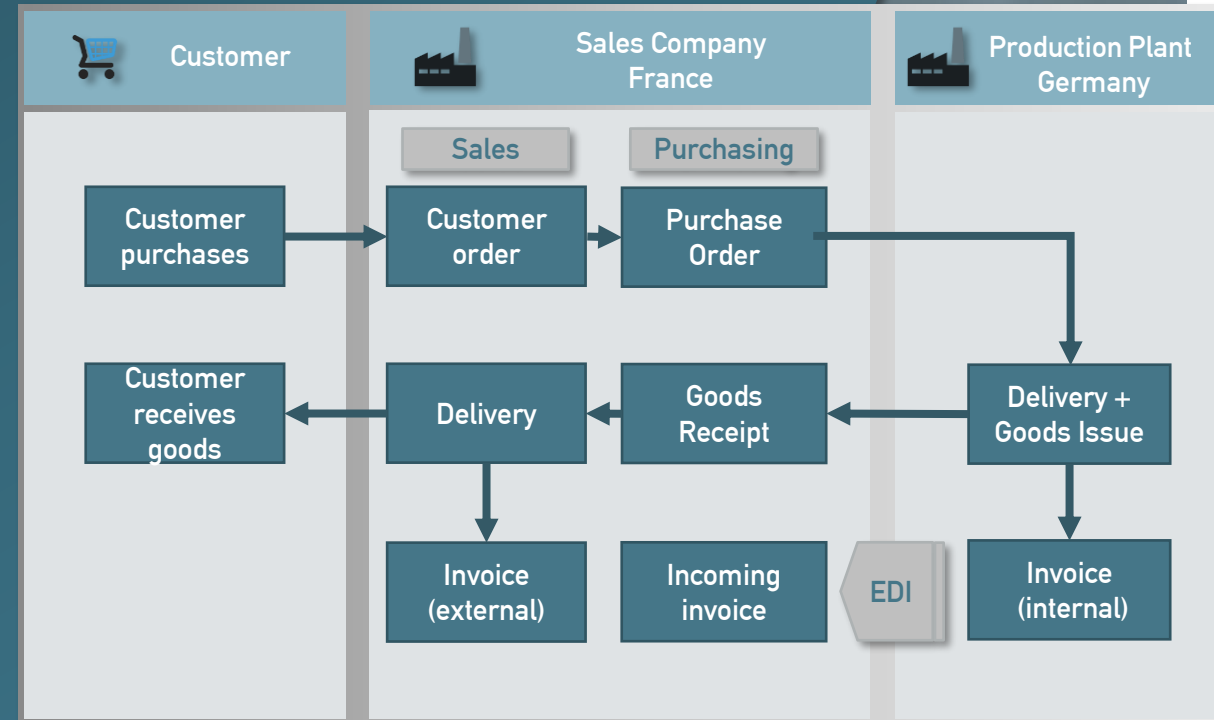 Customer
Sales Company
France
Production Plant
Germany
Sales
Purchasing
Customer
purchases
Customer
order
Purchase
Order
Customer
receives
goods
Delivery
Goods
Receipt
Delivery +
Goods Issue
Invoice
(external)
Incoming
invoice
EDI
Invoice
(internal)